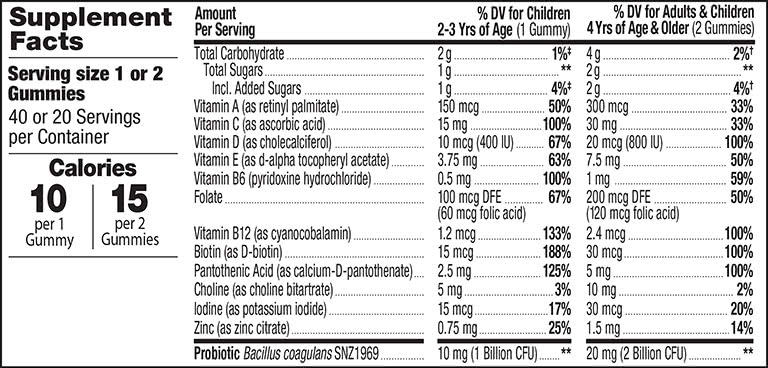 Supplement
Facts
Serving size 1 or 2
Gummies
40 or 20 Servings
per Container
Calories
10 15
per 1 per 2
Gummy Gummies
Amount % DV for Children % DV for Adults & Children
Per Serving 2-3 Yrs of Age (1 Gummy) 4 Yrs of Age & Older (2 Gummies)
Total Carbohydrate 2 g 1%‡ 4 g 2%†
Total Sugars 1 g ** 2 g **
Incl. Added Sugars 1 g 4%‡ 2 g 4%†
Vitamin A (as retinyl palmitate) 150 mcg 50% 300 mcg 33%
Vitamin C (as ascorbic acid) 15 mg 100% 30 mg 33%
Vitamin D (as cholecalciferol) 10 mcg (400 IU) 67% 20 mcg (800 IU) 100%
Vitamin E (as d-alpha tocopheryl acetate) 3.75 mg 63% 7.5 mg 50%
Vitamin B6 (pyridoxine hydrochloride) 0.5 mg 100% 1 mg 59%
Folate 100 mcg DFE 67% 200 mcg DFE 50%
(60 mcg folic acid) (120 mcg folic acid)
Vitamin B12 (as cyanocobalamin) 1.2 mcg 133% 2.4 mcg 100%
Biotin (as D-biotin) 15 mcg 188% 30 mcg 100%
Pantothenic Acid (as calcium-D-pantothenate) 2.5 mg 125% 5 mg 100%
Choline (as choline bitartrate) 5 mg 3% 10 mg 2%
Iodine (as potassium iodide) 15 mcg 17% 30 mcg 20%
Zinc (as zinc citrate) 0.75 mg 25% 1.5 mg 14%
Probiotic Bacillus coagulans SNZ1969 10 mg (1 Billion CFU) ** 20 mg (2 Billion CFU) **